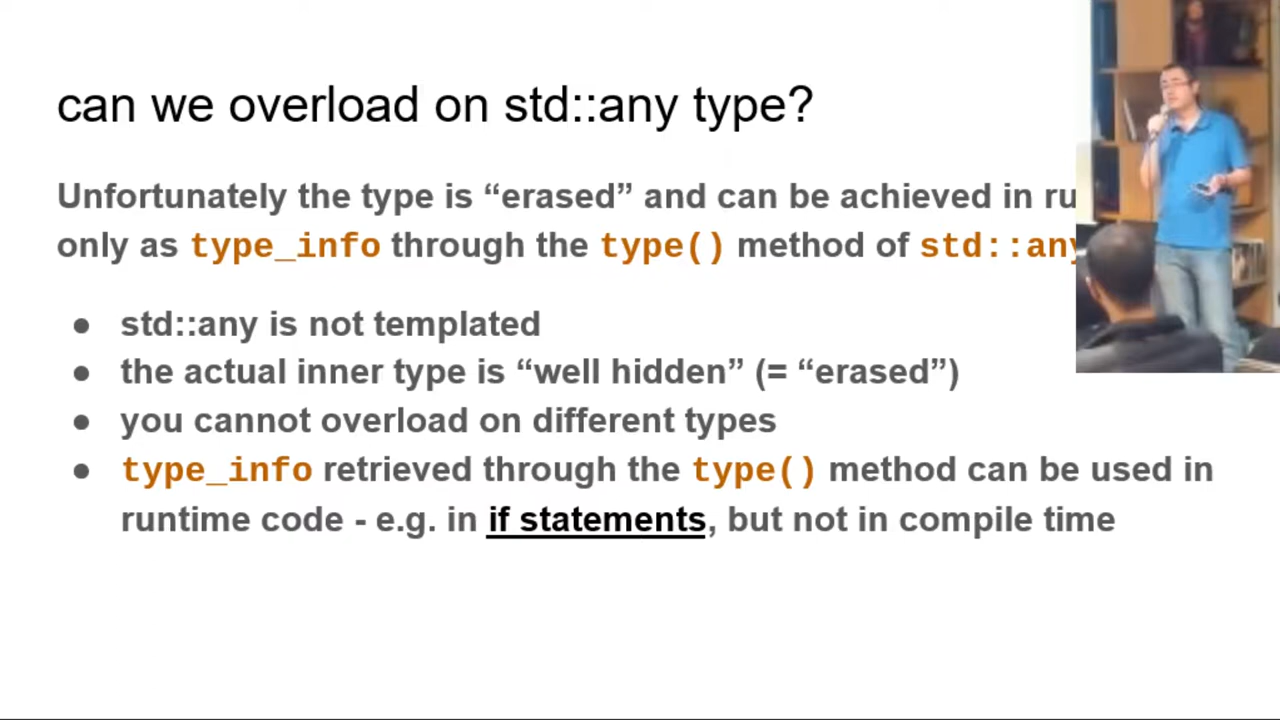 can we overload on std::any type?
Unfortunately the type is “erased” and can be achieved in
only as type_info through the type() method of std::any
● std::any is not templated
● the actual inner type is “well hidden” (= “erased”)
● you cannot overload on different types
● type_info retrieved through the type() method can be used in
runtime code - e.g. in if statements, but not in compile time